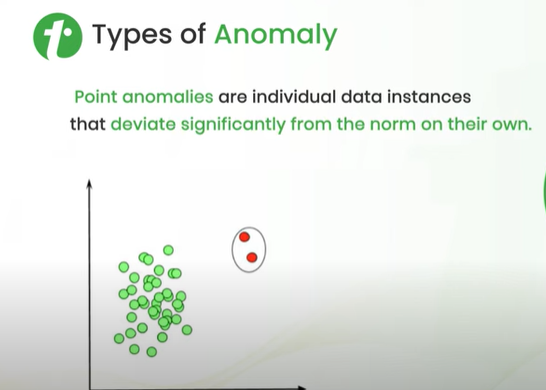 Types of Anomaly
Point anomalies are individual data instances
that deviate significantly from the norm on their own.